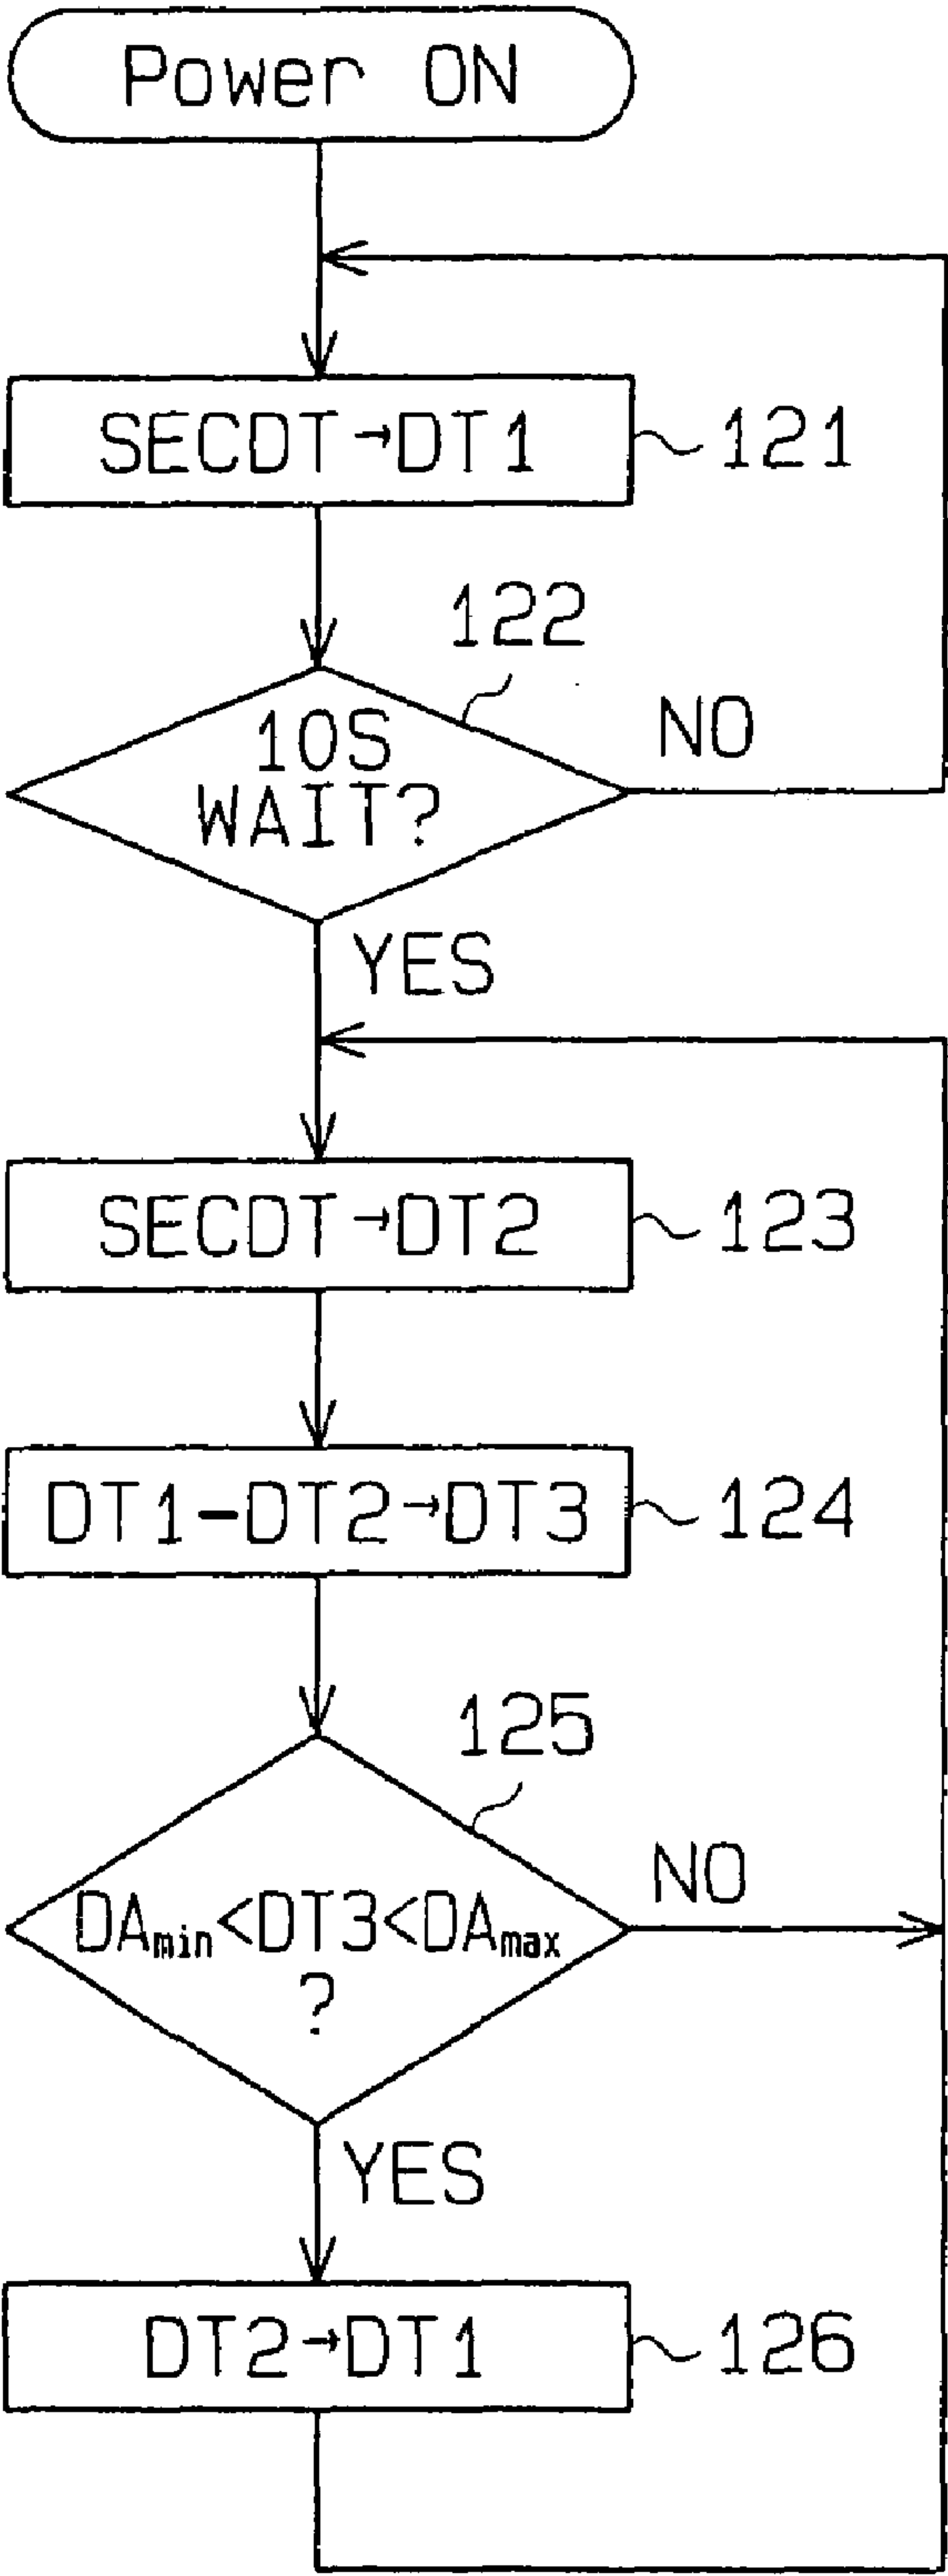 Power ON
SECDT→DT1
121
122
10S
WAIT?
NO
YES
SECDT→DT2
123
DT1-DT2→DT3
124
125
DAmin<DT3<DAmax
?
NO
YES
DT2→DT1
126